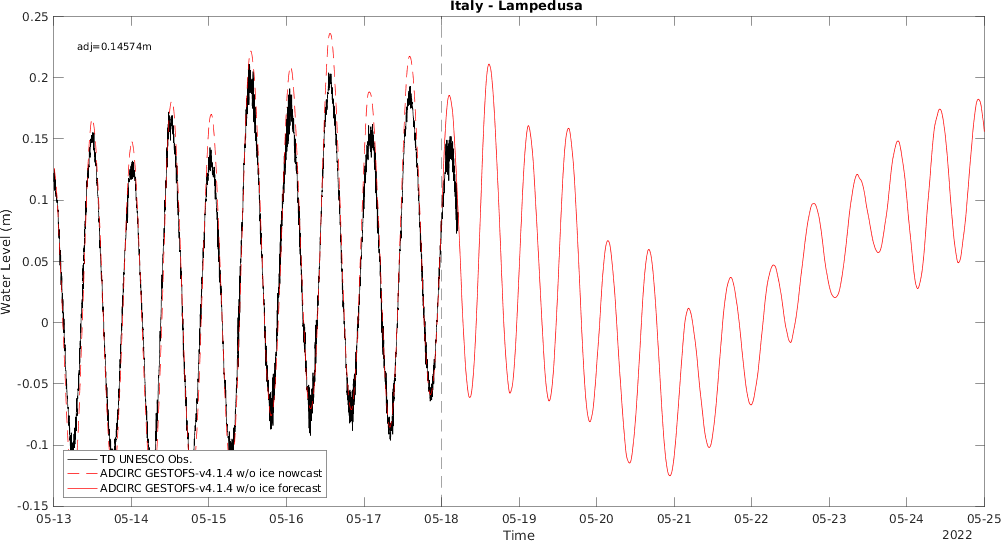 Italy - Lampedusa
adj=0.14574m
0.25
0.2
0.15
0.1
0.05
0
-0.05
-0.1
-0.15
Water Level (m)
TD UNESCO Obs.
ADCIRC GESTOFS-v4.1.4 w/o ice nowcast
ADCIRC GESTOFS-v4.1.4 w/o ice forecast
05-13 05-14 05-15 05-16 05-17 05-18 05-19 05-20 05-21 05-22 05-23 05-24 05-25
Time
2022